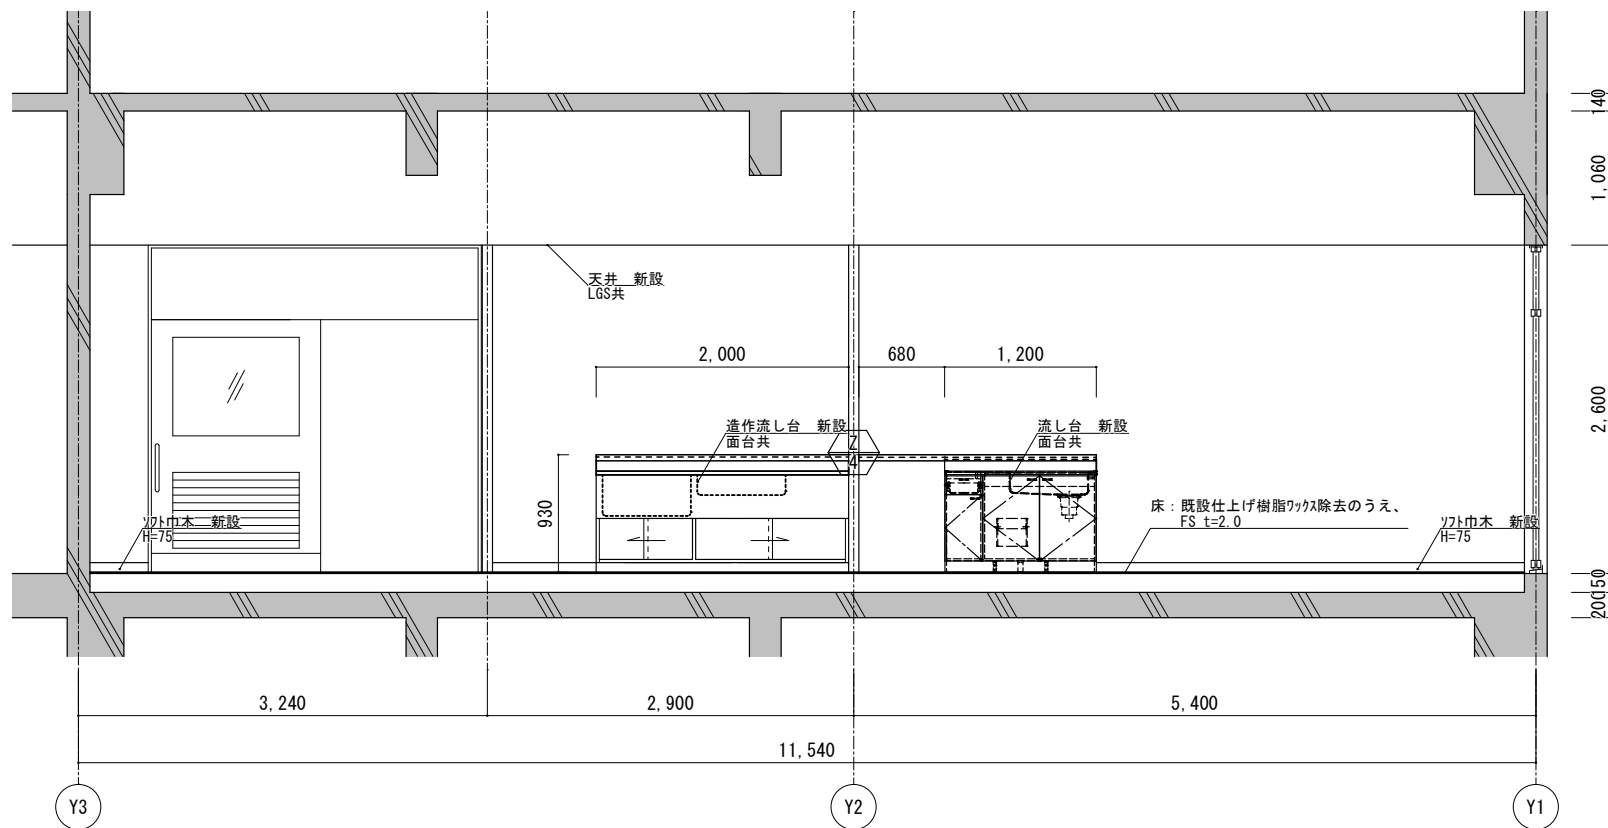 140
1,060
天井　新設
LGS共
2,000
680
1,200
2,600
造作流し台　新設
面台共
流し台　新設
面台共
Z
4
930
床：既設仕上げ樹脂ﾜｯｸｽ除去のうえ、
FS t=2.0
ｿﾌﾄ巾木　新設
H=75
ｿﾌﾄ巾木　新設
H=75
150
200
3,240
2,900
5,400
11,540
Y3
Y2
Y1